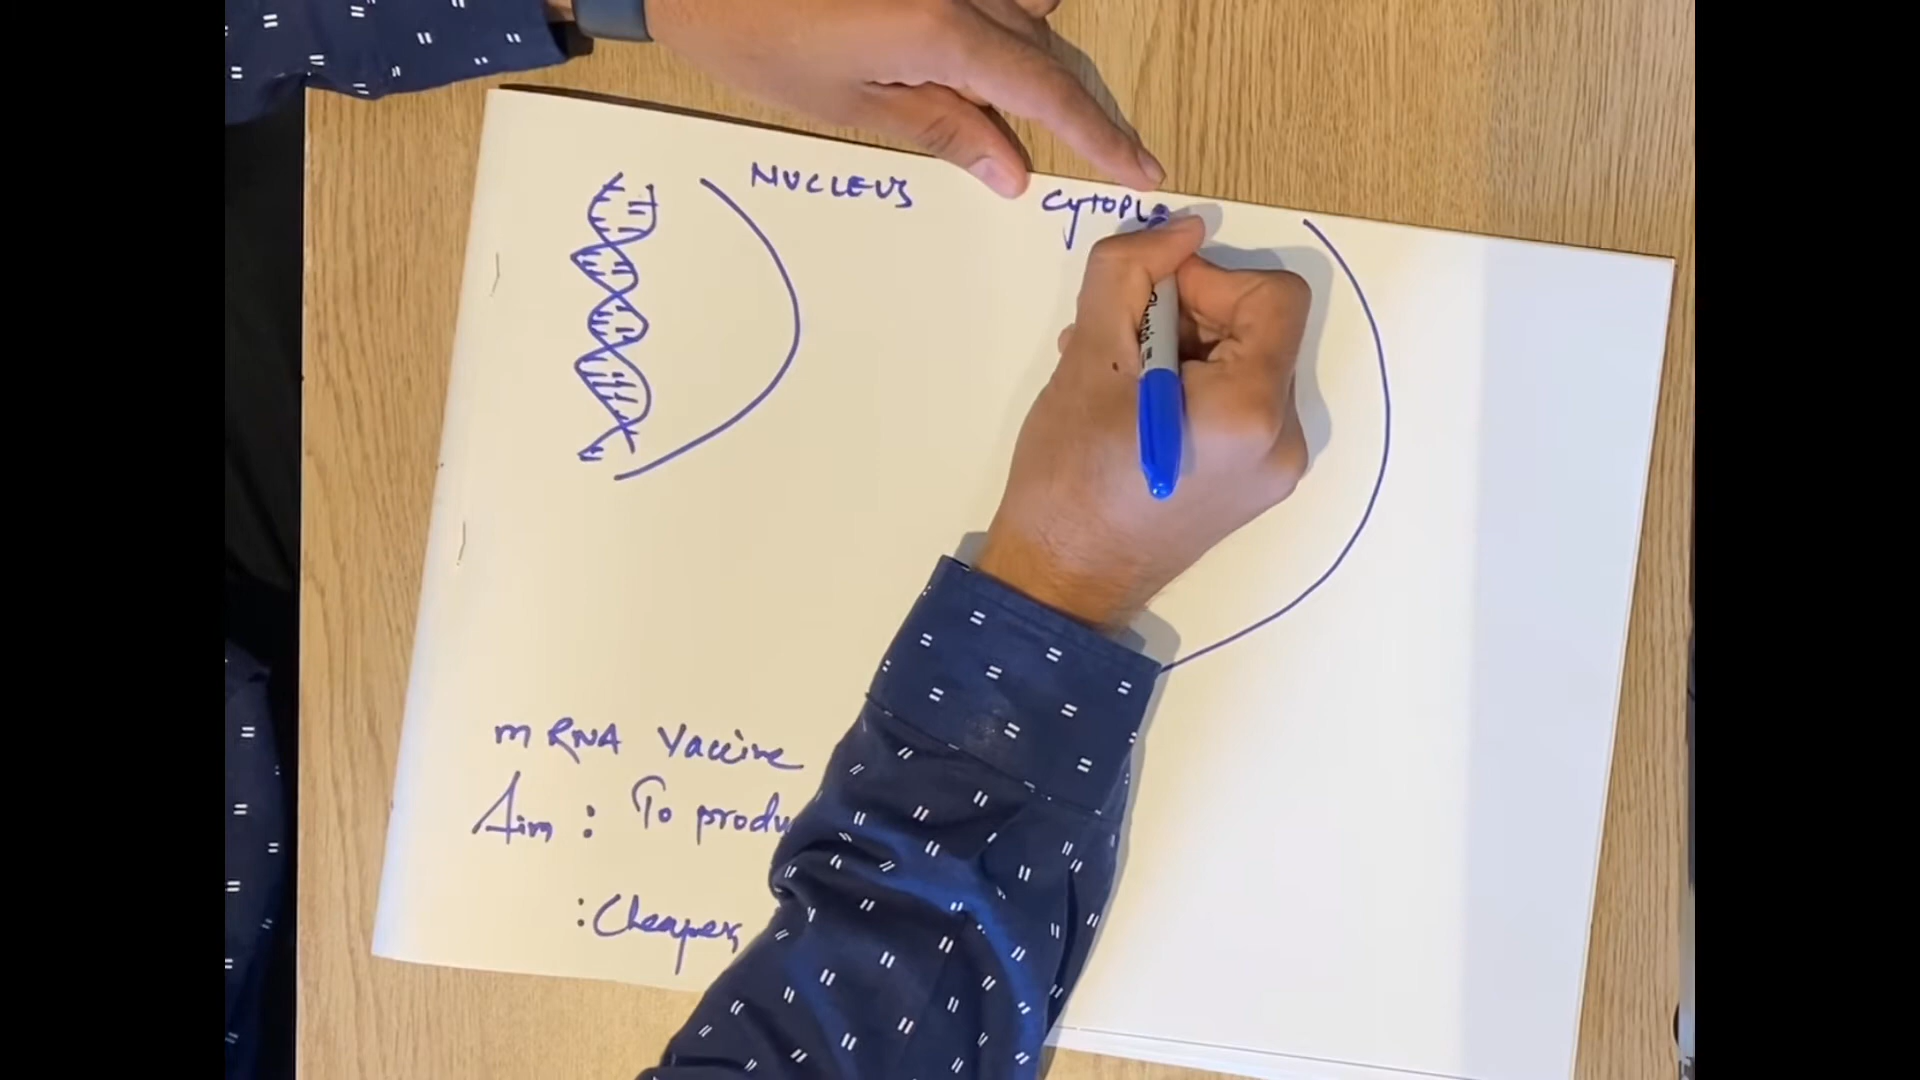 NUCLEUS
CYTOPL
mRNA Vaccine
Aim : To produ
: Cheaper,